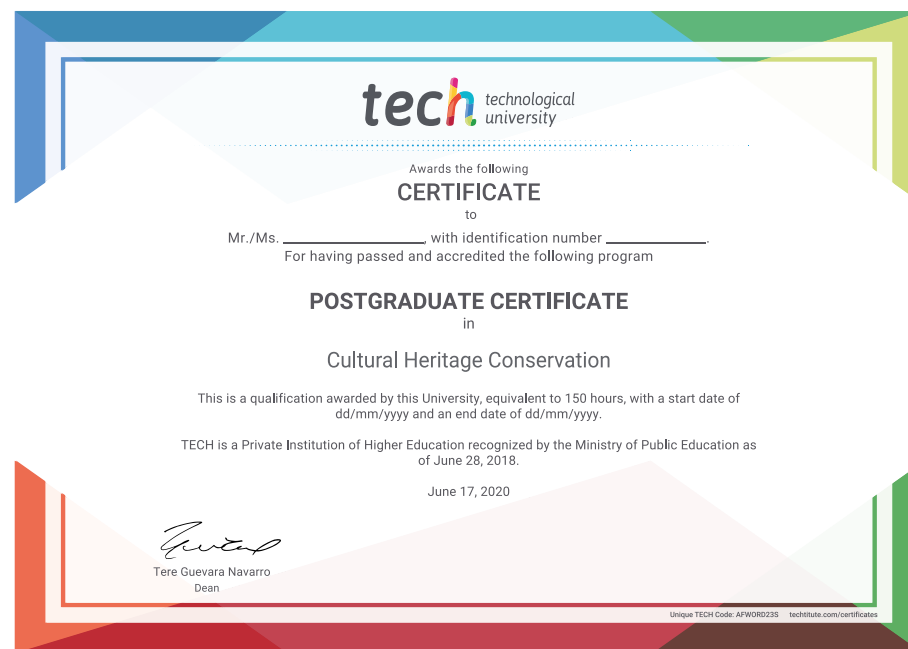 tech technological
university
Awards the following
CERTIFICATE
to
Mr./Ms. ____________, with identification number ____________.
For having passed and accredited the following program
POSTGRADUATE CERTIFICATE
in
Cultural Heritage Conservation
This is a qualification awarded by this University, equivalent to 150 hours, with a start date of
dd/mm/yyyy and an end date of dd/mm/yyyy.
TECH is a Private Institution of Higher Education recognized by the Ministry of Public Education as
of June 28, 2018.
June 17, 2020
Tere Guevara Navarro
Dean
Unique TECH Code: AFWORD23S techtitute.com/certificates